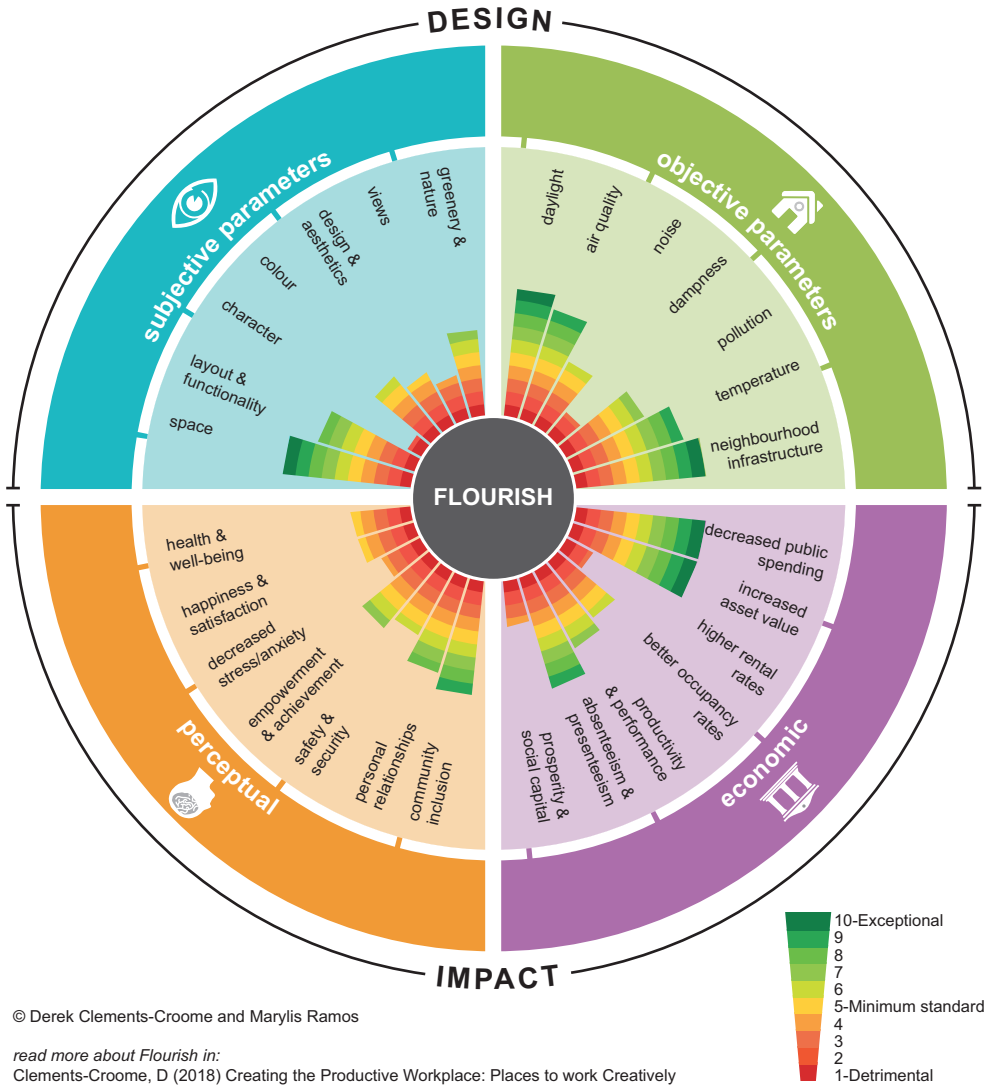 DESIGN
subjective parameters
objective parameters
greenery &
nature
views
design &
aesthetics
colour
character
layout &
functionality
space
daylight
air quality
noise
dampness
pollution
temperature
neighbourhood
infrastructure
FLOURISH
health &
well-being
happiness &
satisfaction
decreased
stress/anxiety
empowerment
& achievement
safety &
security
personal
relationships
community
inclusion
perceptual
decreased public
spending
increased
asset value
higher rental
rates
better occupancy
rates
productivity
& performance
absenteeism &
presenteeism
prosperity &
social capital
economic
IMPACT
10-Exceptional
9
8
7
6
5-Minimum standard
4
3
2
1-Detrimental
© Derek Clements-Croome and Marylis Ramos
read more about Flourish in:
Clements-Croome, D (2018) Creating the Productive Workplace: Places to work Creatively